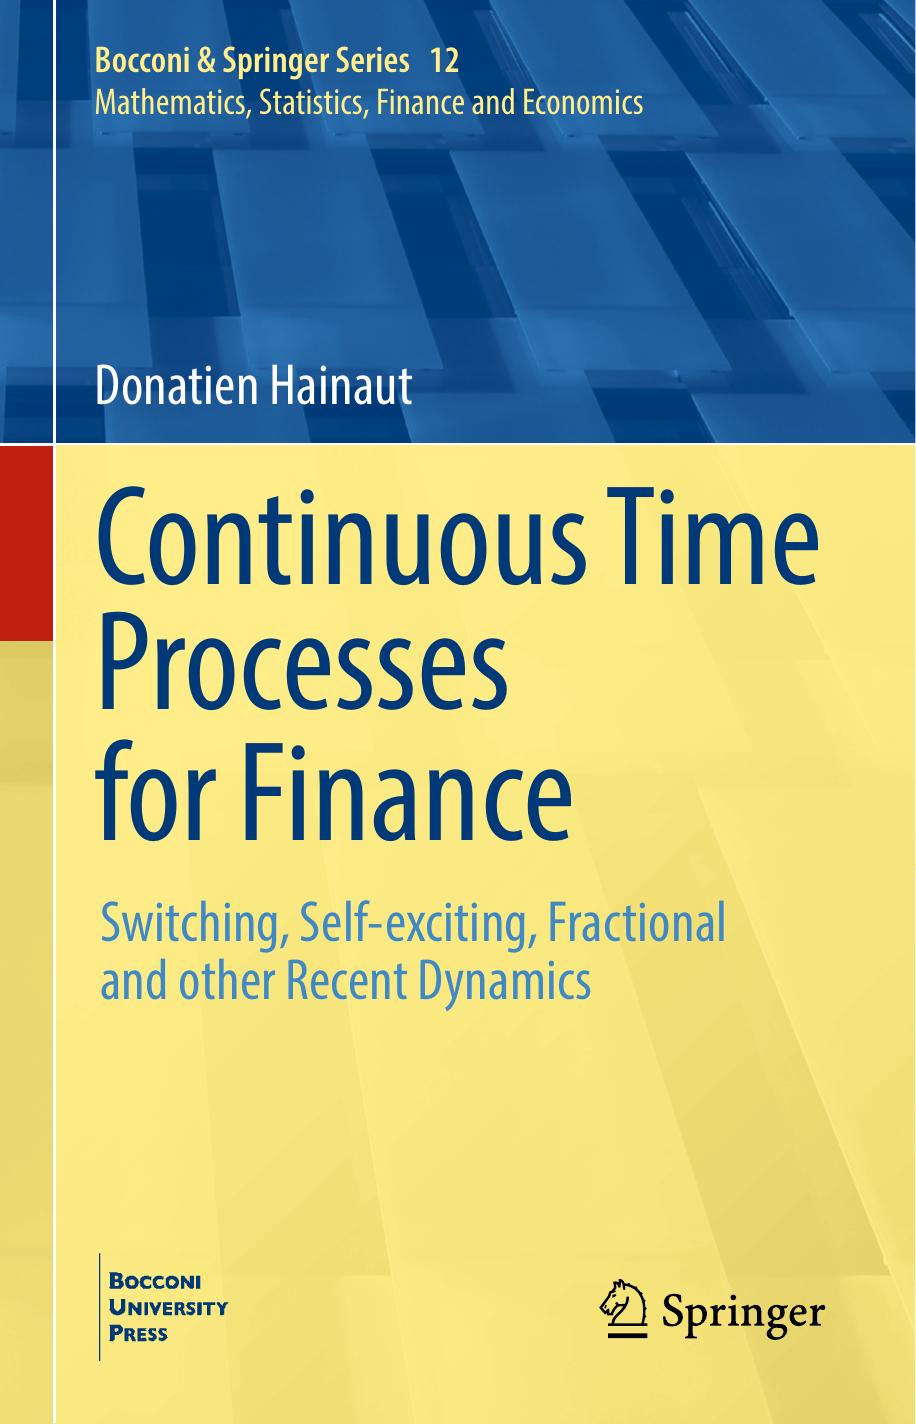 Bocconi & Springer Series 12
Mathematics, Statistics, Finance and Economics
Donatien Hainaut
Continuous Time
Processes
for Finance
Switching, Self-exciting, Fractional
and other Recent Dynamics
BOCCONI
UNIVERSITY
PRESS
Springer